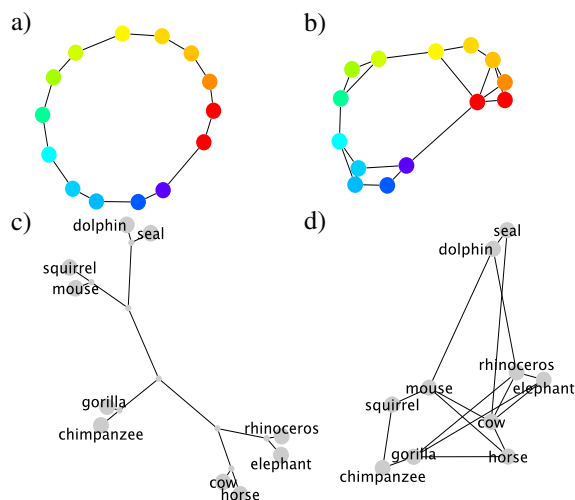 a)
b)
c)
d)
dolphin
seal
squirrel
mouse
gorilla
chimpanzee
rhinoceros
elephant
cow
horse
seal
dolphin
rhinoceros
elephant
mouse
squirrel
cow
gorilla
horse
chimpanzee